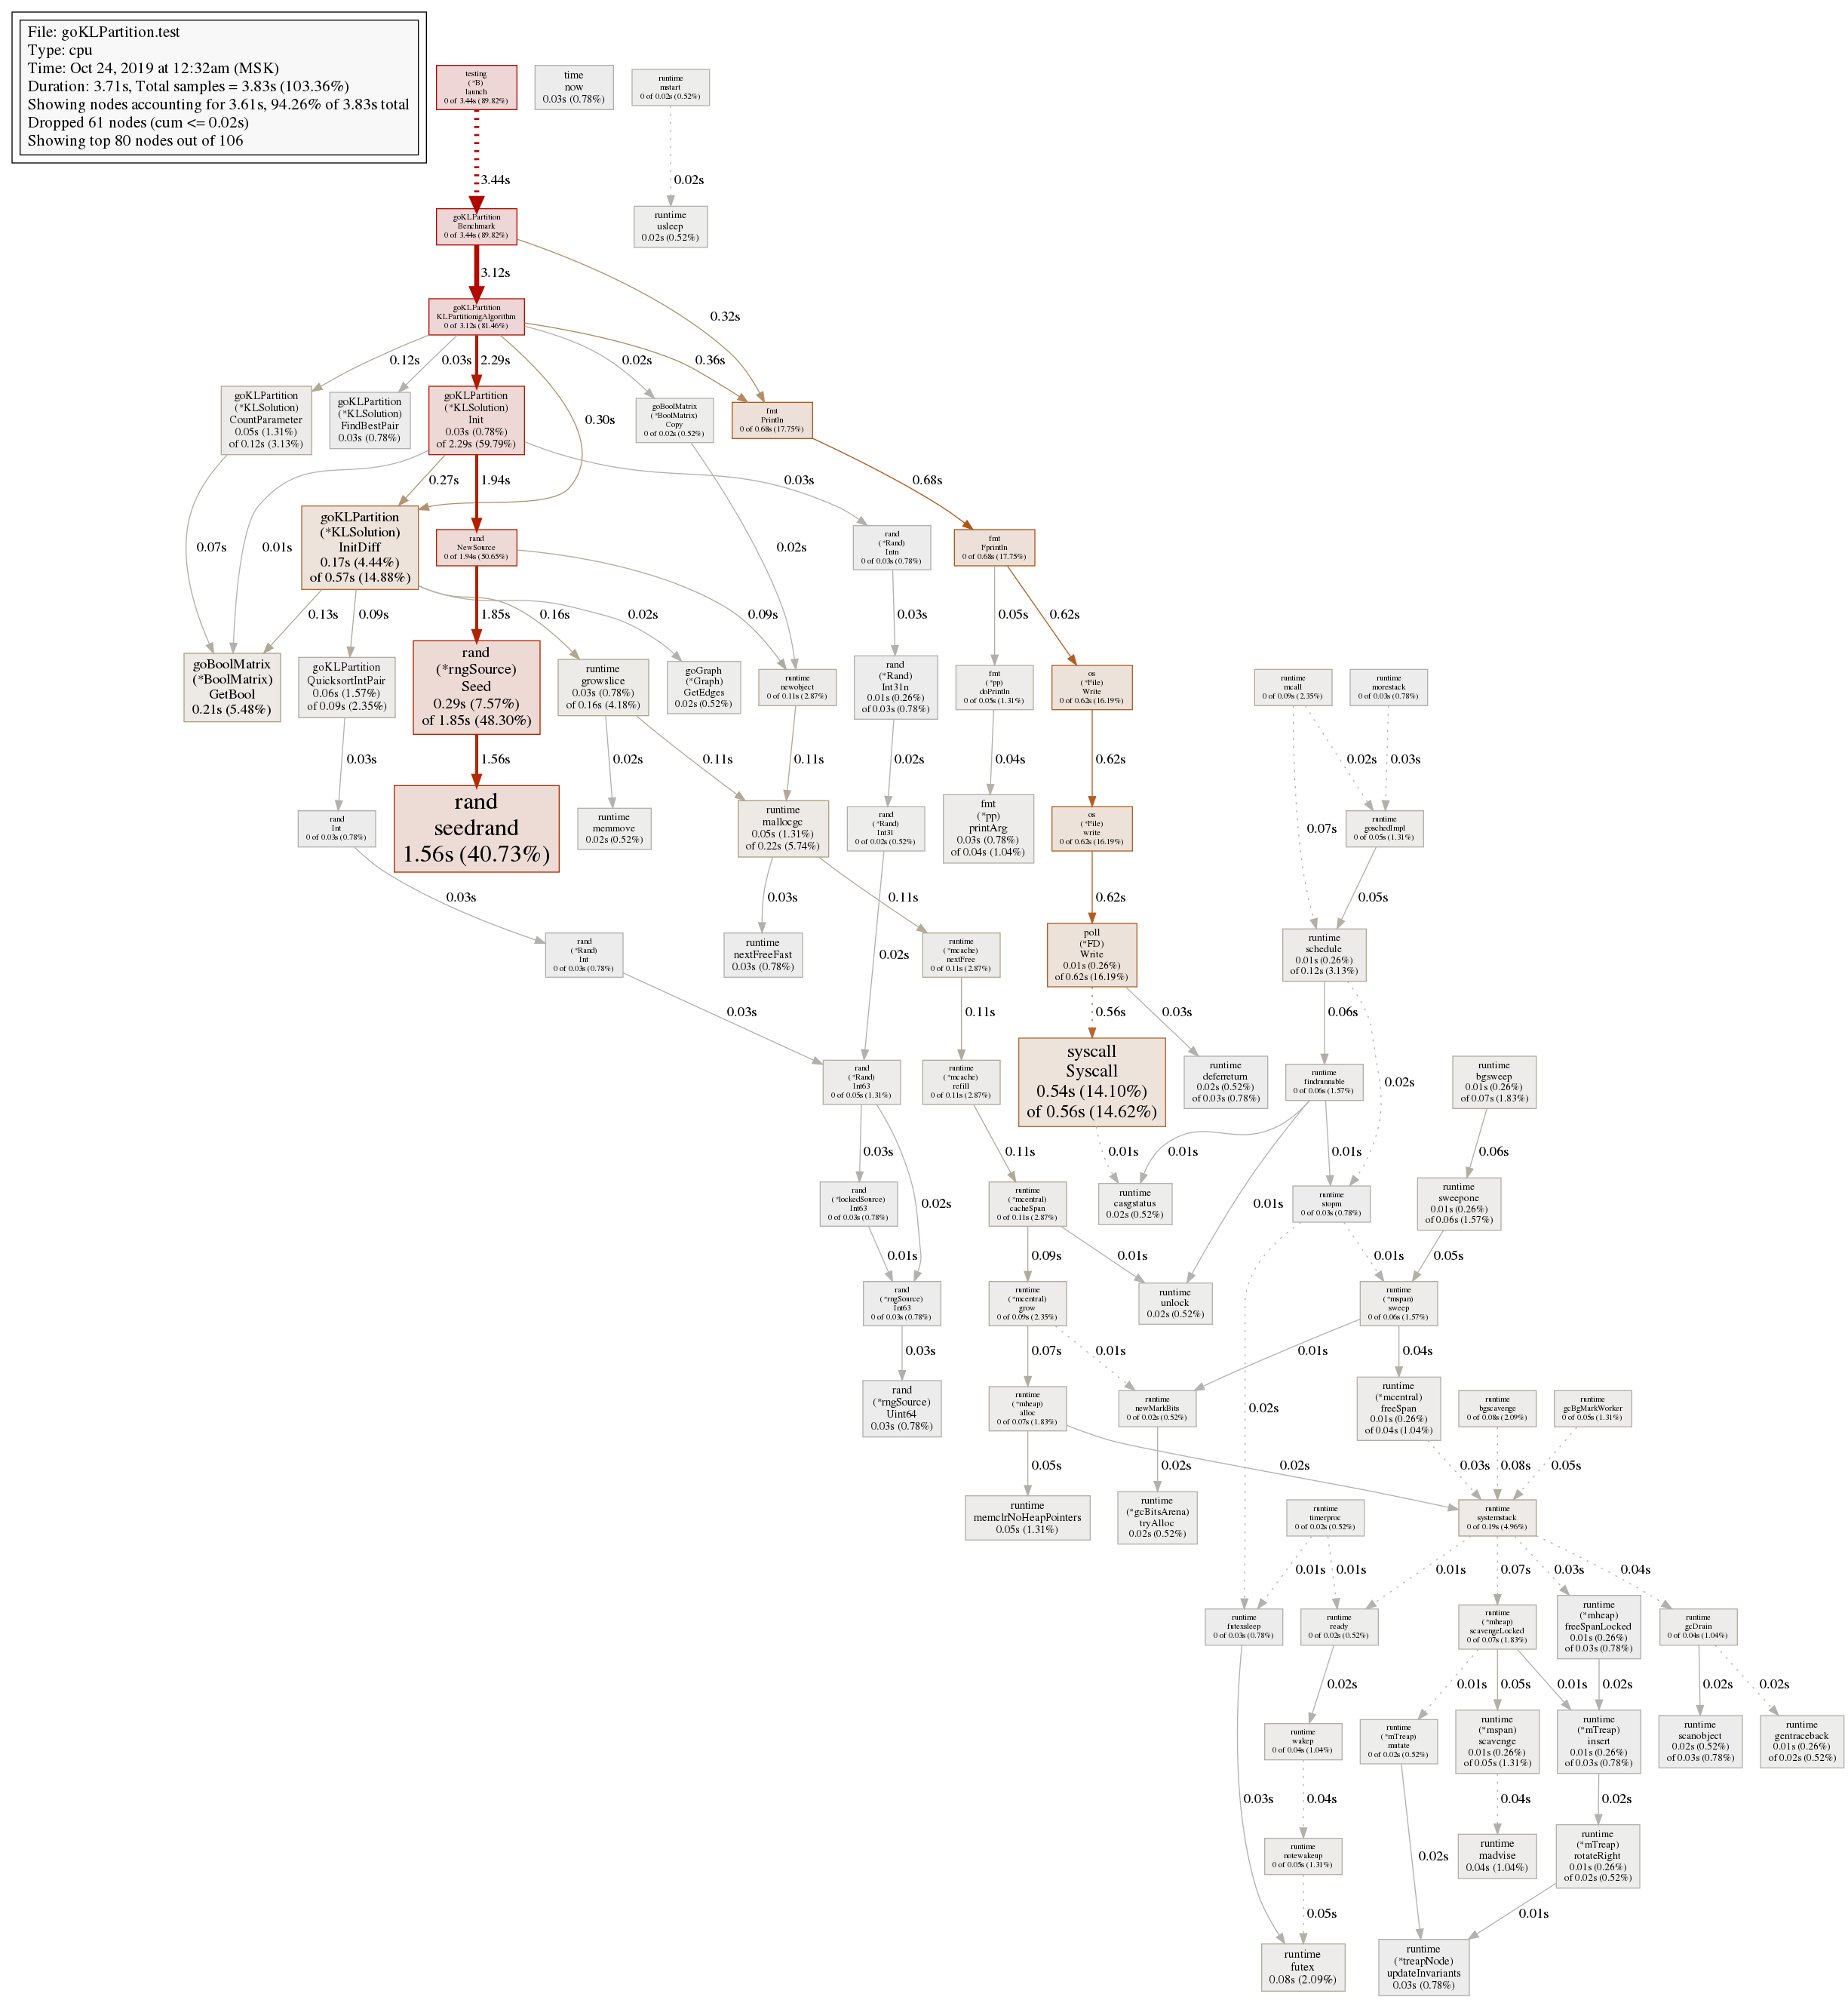 File: goKLPartition.test
Type: cpu
Time: Oct 24, 2019 at 12:32am (MSK)
Duration: 3.71s, Total samples = 3.83s (103.36%)
Showing nodes accounting for 3.61s, 94.26% of 3.83s total
Dropped 61 nodes (cum <= 0.02s)
Showing top 80 nodes out of 106
testing
(*B)
launch
0 of 3.44s (89.82%)
time
now
0.03s (0.78%)
runtime
mstart
0 of 0.02s (0.52%)
3.44s
0.02s
goKLPartition
Benchmark
0 of 3.44s (89.82%)
runtime
usleep
0.02s (0.52%)
3.12s
0.32s
goKLPartition
KLPartitionigAlgorithm
0 of 3.12s (81.46%)
0.12s
0.03s
2.29s
0.02s
0.36s
0.30s
goKLPartition
(*KLSolution)
CountParameter
0.05s (1.31%)
of 0.12s (3.13%)
goKLPartition
(*KLSolution)
FindBestPair
0.03s (0.78%)
goKLPartition
(*KLSolution)
Init
0.03s (0.78%)
of 2.29s (59.79%)
goBoolMatrix
(*BoolMatrix)
Copy
0 of 0.02s (0.52%)
fmt
Println
0 of 0.68s (17.75%)
0.27s
1.94s
0.03s
0.68s
0.07s
0.01s
0.02s
goKLPartition
(*KLSolution)
InitDiff
0.17s (4.44%)
of 0.57s (14.88%)
rand
NewSource
0 of 1.94s (50.65%)
rand
(*Rand)
Intn
0 of 0.03s (0.78%)
fmt
Fprintln
0 of 0.68s (17.75%)
0.13s
0.09s
1.85s
0.16s
0.02s
0.09s
0.03s
0.05s
0.62s
goBoolMatrix
(*BoolMatrix)
GetBool
0.21s (5.48%)
goKLPartition
QuicksortIntPair
0.06s (1.57%)
of 0.09s (2.35%)
rand
(*rngSource)
Seed
0.29s (7.57%)
of 1.85s (48.30%)
runtime
growslice
0.03s (0.78%)
of 0.16s (4.18%)
goGraph
(*Graph)
GetEdges
0.02s (0.52%)
runtime
newobject
0 of 0.11s (2.87%)
rand
(*Rand)
Int31n
0.01s (0.26%)
of 0.03s (0.78%)
fmt
(*pp)
doPrintln
0 of 0.05s (1.31%)
os
(*File)
Write
0 of 0.62s (16.19%)
runtime
mcall
0 of 0.09s (2.35%)
runtime
morestack
0 of 0.03s (0.78%)
0.03s
1.56s
0.02s
0.11s
0.11s
0.02s
0.04s
0.62s
0.02s
0.03s
0.07s
rand
Int
0 of 0.03s (0.78%)
rand
seedrand
1.56s (40.73%)
runtime
memmove
0.02s (0.52%)
runtime
mallocgc
0.05s (1.31%)
of 0.22s (5.74%)
rand
(*Rand)
Int31
0 of 0.02s (0.52%)
fmt
(*pp)
printArg
0.03s (0.78%)
of 0.04s (1.04%)
os
(*File)
write
0 of 0.62s (16.19%)
runtime
goschedImpl
0 of 0.05s (1.31%)
0.03s
0.03s
0.11s
0.02s
0.62s
0.05s
rand
(*Rand)
Int
0 of 0.03s (0.78%)
runtime
nextFreeFast
0.03s (0.78%)
runtime
(*mcache)
nextFree
0 of 0.11s (2.87%)
poll
(*FD)
Write
0.01s (0.26%)
of 0.62s (16.19%)
runtime
schedule
0.01s (0.26%)
of 0.12s (3.13%)
0.03s
0.11s
0.56s
0.03s
0.06s
0.02s
rand
(*Rand)
Int63
0 of 0.05s (1.31%)
runtime
(*mcache)
refill
0 of 0.11s (2.87%)
syscall
Syscall
0.54s (14.10%)
of 0.56s (14.62%)
runtime
deferreturn
0.02s (0.52%)
of 0.03s (0.78%)
runtime
findrunnable
0 of 0.06s (1.57%)
runtime
bgsweep
0.01s (0.26%)
of 0.07s (1.83%)
0.03s
0.02s
0.11s
0.01s
0.01s
0.01s
0.01s
0.06s
rand
(*lockedSource)
Int63
0 of 0.03s (0.78%)
runtime
(*mcentral)
cacheSpan
0 of 0.11s (2.87%)
runtime
casgstatus
0.02s (0.52%)
runtime
stopm
0 of 0.03s (0.78%)
runtime
sweepone
0.01s (0.26%)
of 0.06s (1.57%)
0.01s
0.09s
0.01s
0.01s
0.05s
rand
(*rngSource)
Int63
0 of 0.03s (0.78%)
runtime
(*mcentral)
grow
0 of 0.09s (2.35%)
runtime
unlock
0.02s (0.52%)
runtime
(*mspan)
sweep
0 of 0.06s (1.57%)
0.03s
0.07s
0.01s
0.01s
0.04s
0.02s
rand
(*rngSource)
Uint64
0.03s (0.78%)
runtime
(*mheap)
alloc
0 of 0.07s (1.83%)
runtime
newMarkBits
0 of 0.02s (0.52%)
runtime
(*mcentral)
freeSpan
0.01s (0.26%)
of 0.04s (1.04%)
runtime
bgscavenge
0 of 0.08s (2.09%)
runtime
gcBgMarkWorker
0 of 0.05s (1.31%)
0.05s
0.02s
0.02s
0.03s
0.08s
0.05s
runtime
memclrNoHeapPointers
0.05s (1.31%)
runtime
(*gcBitsArena)
tryAlloc
0.02s (0.52%)
runtime
timerproc
0 of 0.02s (0.52%)
runtime
systemstack
0 of 0.19s (4.96%)
0.01s
0.01s
0.01s
0.07s
0.03s
0.04s
runtime
futexsleep
0 of 0.03s (0.78%)
runtime
ready
0 of 0.02s (0.52%)
runtime
(*mheap)
scavengeLocked
0 of 0.07s (1.83%)
runtime
(*mheap)
freeSpanLocked
0.01s (0.26%)
of 0.03s (0.78%)
runtime
gcDrain
0 of 0.04s (1.04%)
0.02s
0.01s
0.05s
0.01s
0.02s
0.02s
0.02s
runtime
wakep
0 of 0.04s (1.04%)
runtime
(*mTreap)
mutate
0 of 0.02s (0.52%)
runtime
(*mspan)
scavenge
0.01s (0.26%)
of 0.05s (1.31%)
runtime
(*mTreap)
insert
0.01s (0.26%)
of 0.03s (0.78%)
runtime
scanobject
0.02s (0.52%)
of 0.03s (0.78%)
runtime
gentraceback
0.01s (0.26%)
of 0.02s (0.52%)
0.03s
0.04s
0.04s
0.02s
runtime
notewakeup
0 of 0.05s (1.31%)
0.02s
runtime
madvise
0.04s (1.04%)
runtime
(*mTreap)
rotateRight
0.01s (0.26%)
of 0.02s (0.52%)
0.05s
0.01s
runtime
futex
0.08s (2.09%)
runtime
(*treapNode)
updateInvariants
0.03s (0.78%)